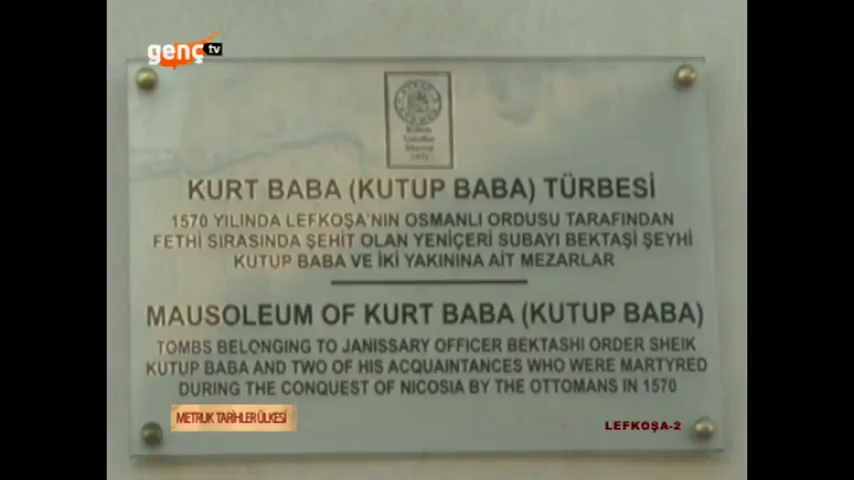 genç tv
KURT BABA (KUTUP BABA) TÜRBESİ
1570 YILINDA LEFKOŞA'NIN OSMANLI ORDUSU TARAFINDAN
FETHİ SIRASINDA ŞEHİT OLAN YENİÇERİ SUBAYI BEKTAŞİ ŞEYHİ
KUTUP BABA VE İKİ YAKININA AİT MEZARLAR
MAUSOLEUM OF KURT BABA (KUTUP BABA)
TOMBS BELONGING TO JANISSARY OFFICER BEKTASHI ORDER SHEIK
KUTUP BABA AND TWO OF HIS ACQUAINTANCES WHO WERE MARTYRED
DURING THE CONQUEST OF NICOSIA BY THE OTTOMANS IN 1570
METRUK TARİHLER ÜLKESİ
LEFKOŞA-2